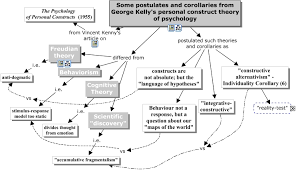 The Psychology
of Personal Constructs (1955)
Some postulates and corollaries from
George Kelly's personal construct theory
of psychology
from Vincent Kenny's
article on
postulated such theories
and corollaries as
Freudian
Theory
differed from
i.e.
anti-dogmatic
Behaviorism
constructs are
not absolute; but the
"language of hypotheses"
"constructive
alternativism" -
Individuality Corollary (6)
i.e.
Cognitive
Theory
vs
stimulus-response
model too static
i.e.
Behaviour not a
response, but a
question about our
"maps of the world"
"integrative-
constructive"
"reality-test"
Scientific
"discovery"
divides thought
from emotion
i.e.
vs
vs
"accumulative fragmentalism"